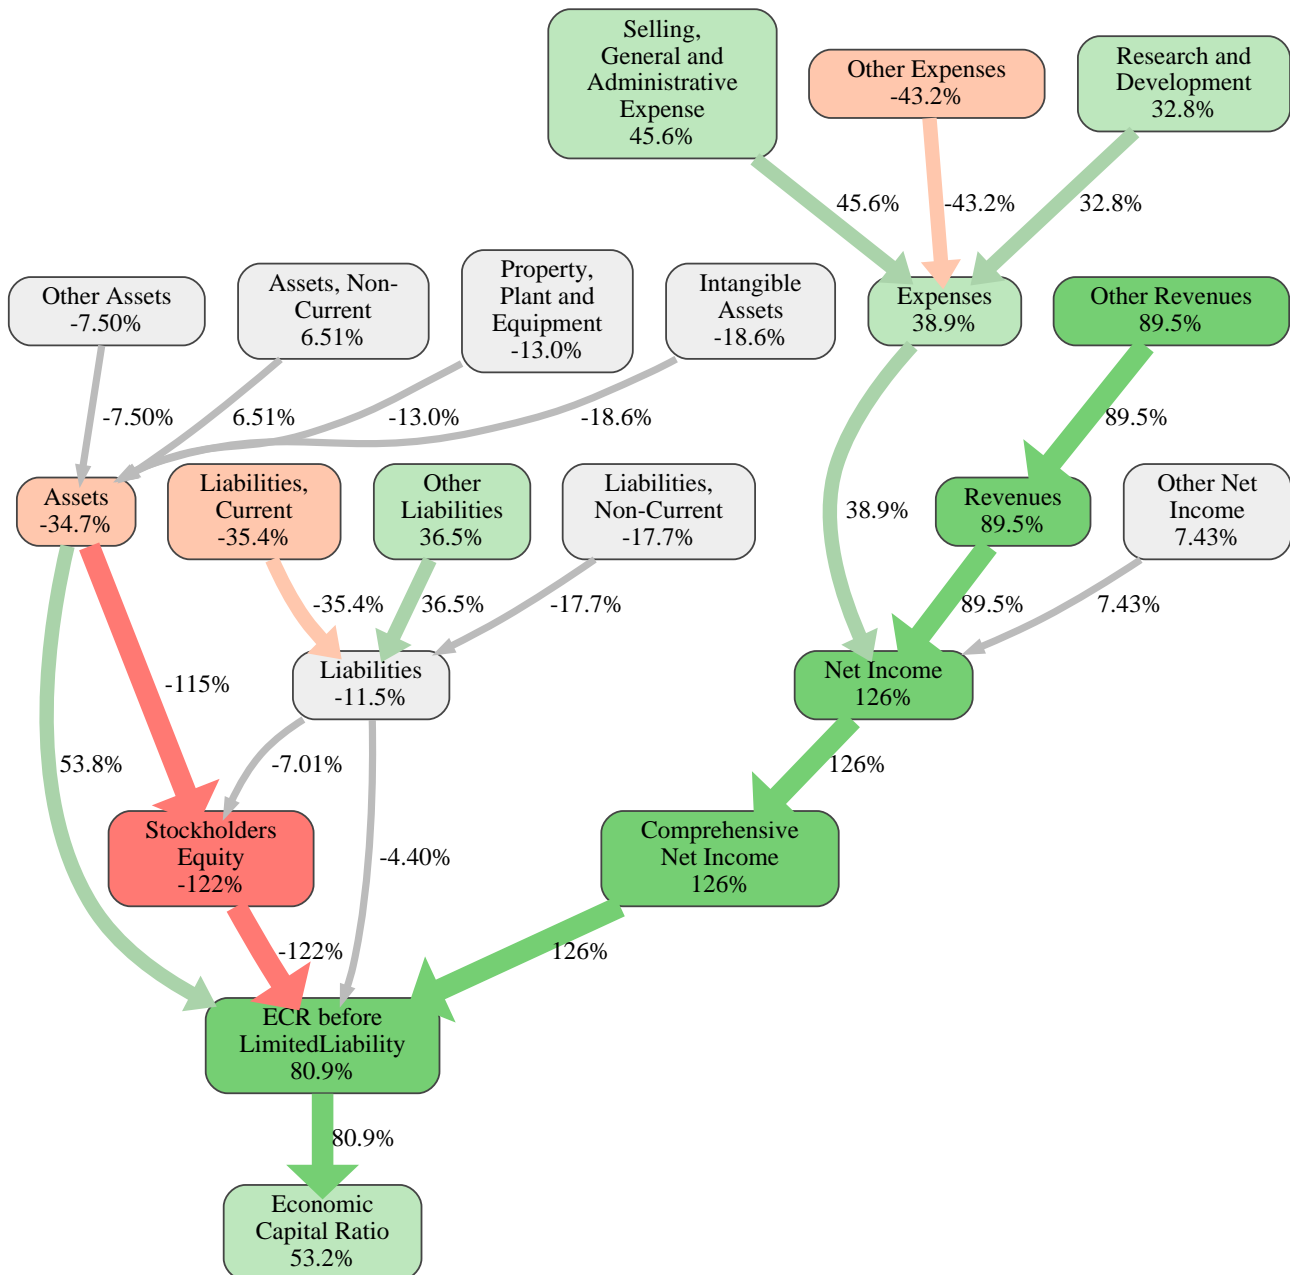 Selling,
General and
Administrative
Expense
45.6%
Other Expenses
-43.2%
Research and
Development
32.8%
45.6%
-43.2%
32.8%
Other Assets
-7.50%
Assets, Non-
Current
6.51%
Property,
Plant and
Equipment
-13.0%
Intangible
Assets
-18.6%
Expenses
38.9%
Other Revenues
89.5%
-7.50%
6.51%
-13.0%
-18.6%
89.5%
Assets
-34.7%
Liabilities,
Current
-35.4%
Other
Liabilities
36.5%
Liabilities,
Non-Current
-17.7%
38.9%
Revenues
89.5%
Other Net
Income
7.43%
-35.4%
36.5%
-17.7%
89.5%
7.43%
Liabilities
-11.5%
Net Income
126%
-115%
53.8%
-7.01%
126%
Stockholders
Equity
-122%
-4.40%
Comprehensive
Net Income
126%
-122%
126%
ECR before
LimitedLiability
80.9%
80.9%
Economic
Capital Ratio
53.2%